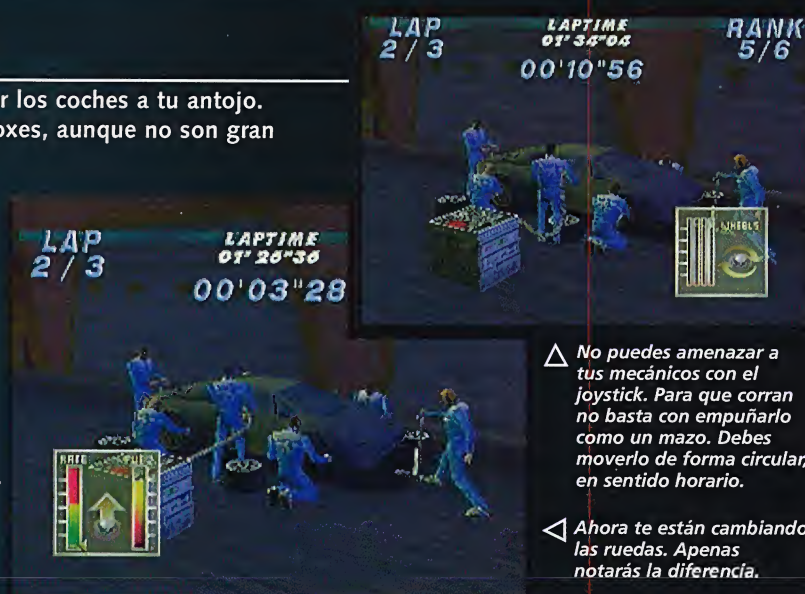 r los coches a tu antojo.
oxes, aunque no son gran
LAP
2 / 3
LAPTIME
01'34"04
00'10"56
RANK
5/6
WHEELS
LAP
2 / 3
LAPTIME
01'26"36
00'03"28
RATE
△ No puedes amenazar a
tus mecánicos con el
joystick. Para que corran
no basta con empuñarlo
como un mazo. Debes
moverlo de forma circular,
en sentido horario.
◁ Ahora te están cambiando
las ruedas. Apenas
notarás la diferencia.